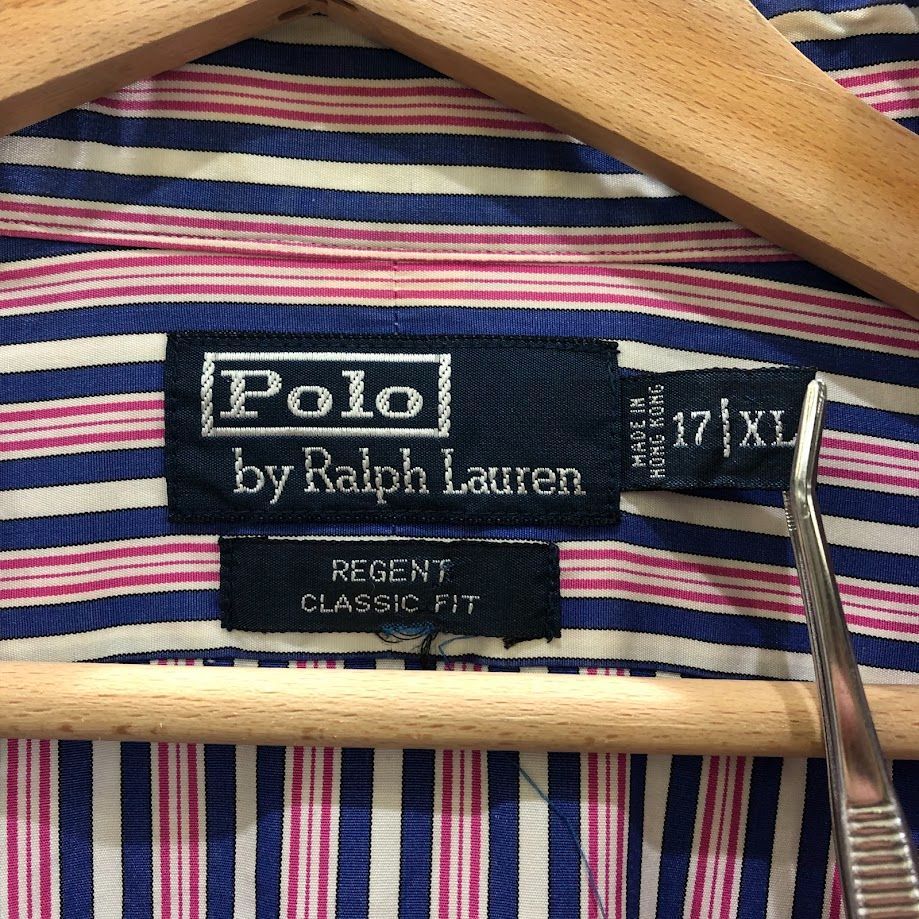 Polo
by Ralph Lauren
MADE IN
HONG KONG
17 | XL
REGENT
CLASSIC FIT